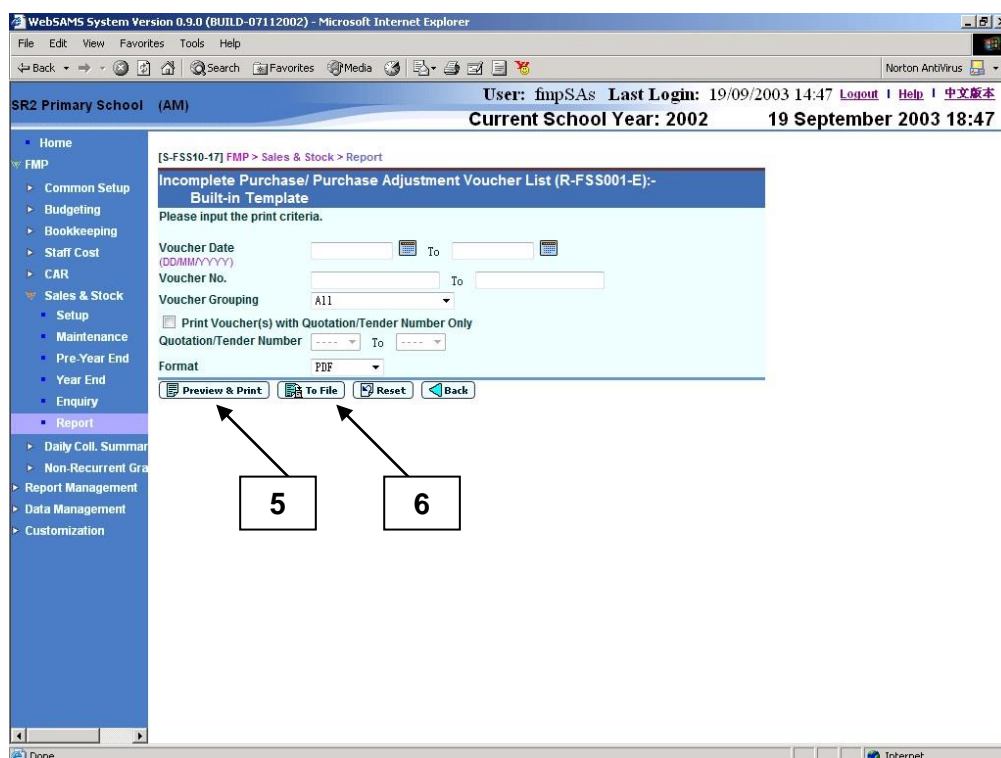 WebSAMS System Version 0.9.0 (BUILD-07112002) - Microsoft Internet Explorer
File Edit View Favorites Tools Help
Back Search Favorites Media Norton AntiVirus
SR2 Primary School (AM)
User: fmpSAs Last Login: 19/09/2003 14:47 Logout | Help | 中文版本
Current School Year: 2002 19 September 2003 18:47
Home
FMP
Common Setup
Budgeting
Bookkeeping
Staff Cost
CAR
Sales & Stock
Setup
Maintenance
Pre-Year End
Year End
Enquiry
Report
Daily Coll. Summar
Non-Recurrent Gra
Report Management
Data Management
Customization
[S-FSS10-17] FMP > Sales & Stock > Report
Incomplete Purchase/ Purchase Adjustment Voucher List (R-FSS001-E):-
Built-in Template
Please input the print criteria.
Voucher Date To
(DD/MM/YYYY)
Voucher No. To
Voucher Grouping All
Print Voucher(s) with Quotation/Tender Number Only
Quotation/Tender Number ---- To ----
Format PDF
Preview & Print To File Reset Back
5 6
Done Internet